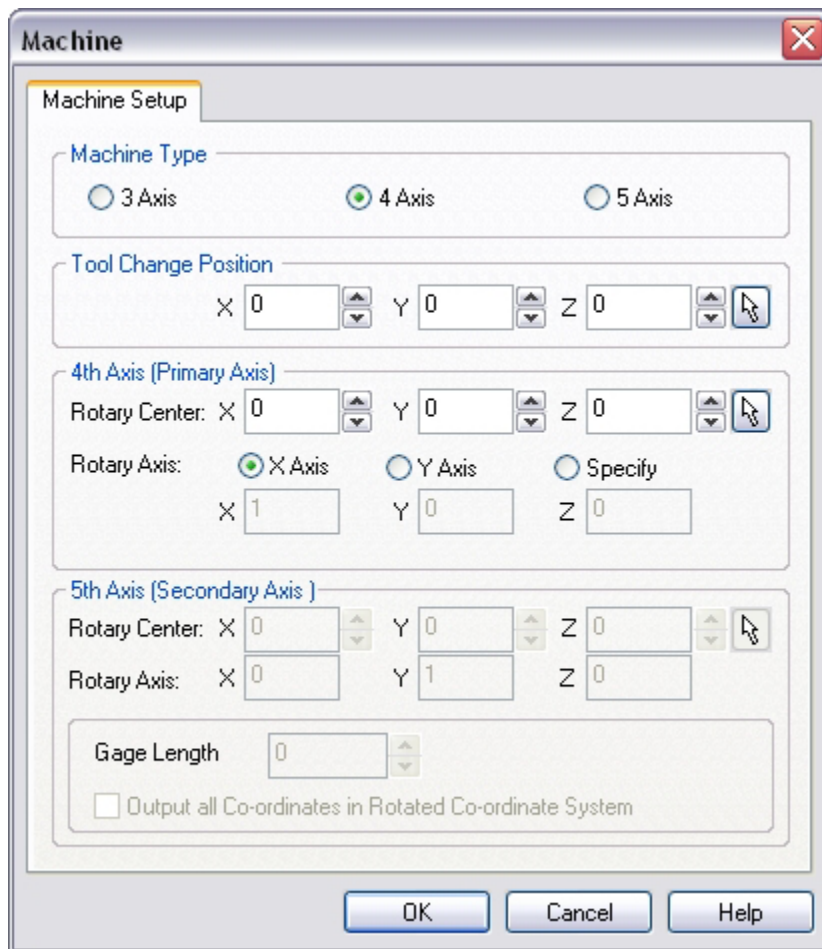 Machine
Machine Setup
Machine Type
3 Axis 4 Axis 5 Axis
Tool Change Position
X 0 Y 0 Z 0
4th Axis (Primary Axis)
Rotary Center: X 0 Y 0 Z 0
Rotary Axis: X Axis Y Axis Specify
X 1 Y 0 Z 0
5th Axis (Secondary Axis )
Rotary Center: X 0 Y 0 Z 0
Rotary Axis: X 0 Y 1 Z 0
Gage Length 0
Output all Co-ordinates in Rotated Co-ordinate System
OK Cancel Help